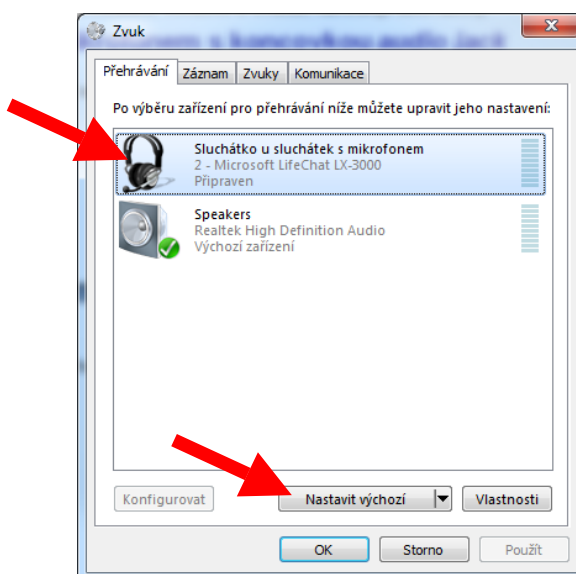 Zvuk
Přehrávání Záznam Zvuky Komunikace
Po výběru zařízení pro přehrávání níže můžete upravit jeho nastavení:
Sluchátko u sluchátek s mikrofonem
2 - Microsoft LifeChat LX-3000
Připraven
Speakers
Realtek High Definition Audio
Výchozí zařízení
Konfigurovat Nastavit výchozí Vlastnosti
OK Storno Použít